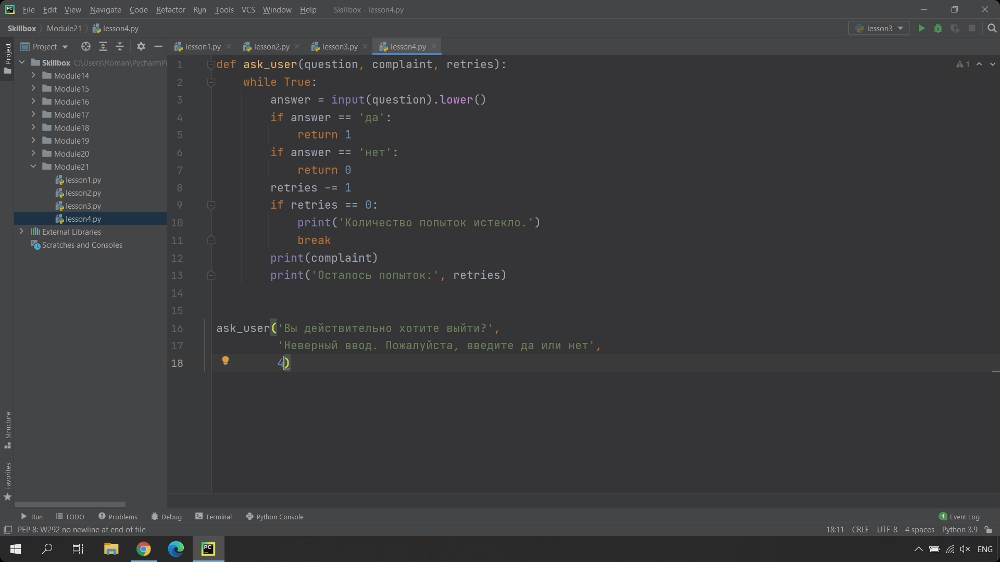 File Edit View Navigate Code Refactor Run Tools VCS Window Help Skillbox - lesson4.py
Skillbox Module21 lesson4.py lesson3
Project lesson1.py lesson2.py lesson3.py lesson4.py
Project
Skillbox C:\Users\Roman\PycharmPr
Module14
Module15
Module16
Module17
Module18
Module19
Module20
Module21
lesson1.py
lesson2.py
lesson3.py
lesson4.py
External Libraries
Scratches and Consoles
1 def ask_user(question, complaint, retries): 1
2 while True:
3 answer = input(question).lower()
4 if answer == 'да':
5 return 1
6 if answer == 'нет':
7 return 0
8 retries -= 1
9 if retries == 0:
10 print('Количество попыток истекло.')
11 break
12 print(complaint)
13 print('Осталось попыток:', retries)
14
15
16 ask_user('Вы действительно хотите выйти?',
17 'Неверный ввод. Пожалуйста, введите да или нет',
18 4)
Structure
Favorites
Run TODO Problems Debug Terminal Python Console 1 Event Log
PEP 8: W292 no newline at end of file 18:11 CRLF UTF-8 4 spaces Python 3.9
PC ENG